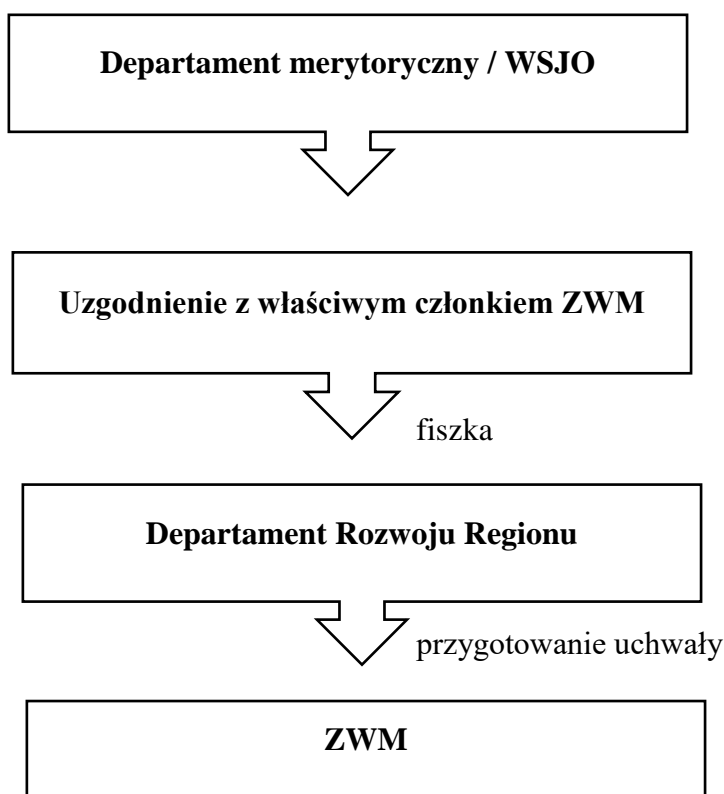 Departament merytoryczny / WSJO
Uzgodnienie z właściwym członkiem ZWM
fiszka
Departament Rozwoju Regionu
przygotowanie uchwały
ZWM